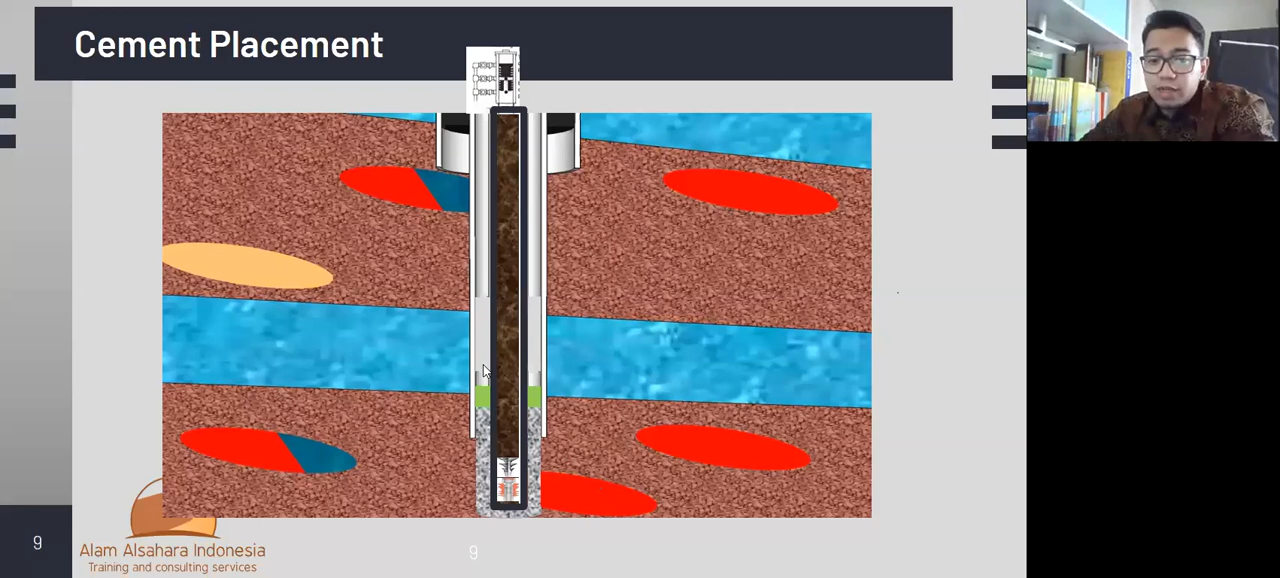 Cement Placement
9
9
Alam Alsahara Indonesia
Training and consulting services